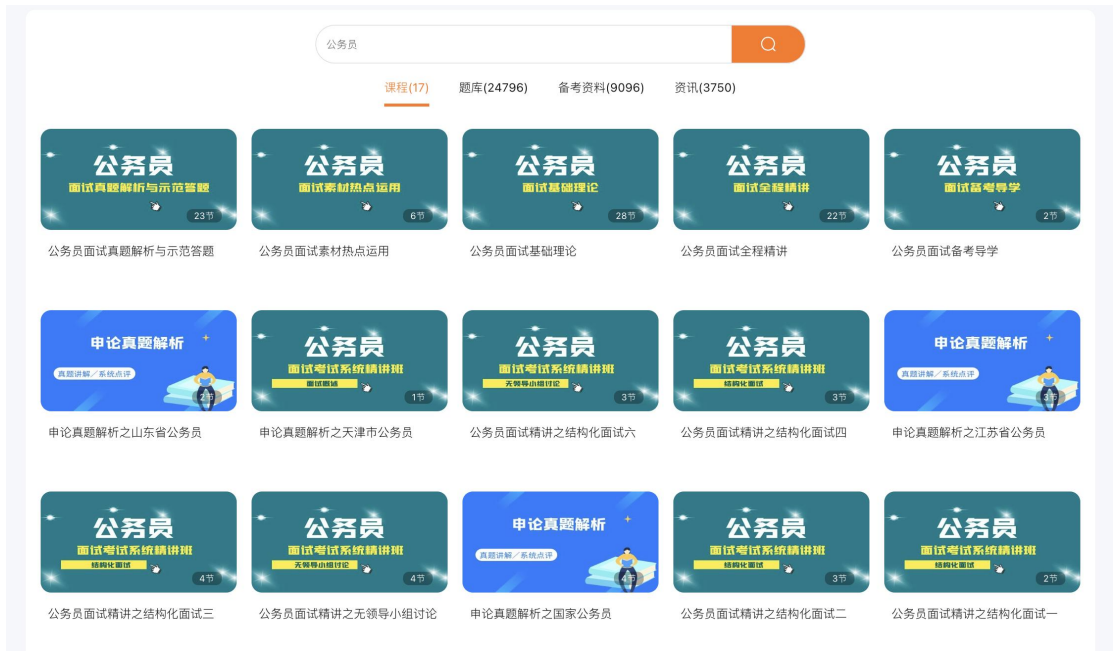 公务员
课程(17) 题库(24796) 备考资料(9096) 资讯(3750)
公务员
面试真题解析与示范答题
23节
公务员面试真题解析与示范答题
公务员
面试素材热点运用
6节
公务员面试素材热点运用
公务员
面试基础理论
28节
公务员面试基础理论
公务员
面试全程精讲
22节
公务员面试全程精讲
公务员
面试备考导学
2节
公务员面试备考导学
申论真题解析
真题讲解/系统点评
2节
申论真题解析之山东省公务员
公务员
面试考试系统精讲班
面试概述
1节
申论真题解析之天津市公务员
公务员
面试考试系统精讲班
无领导小组讨论
3节
公务员面试精讲之结构化面试六
公务员
面试考试系统精讲班
结构化面试
3节
公务员面试精讲之结构化面试四
申论真题解析
真题讲解/系统点评
3节
申论真题解析之江苏省公务员
公务员
面试考试系统精讲班
结构化面试
4节
公务员面试精讲之结构化面试三
公务员
面试考试系统精讲班
无领导小组讨论
4节
公务员面试精讲之无领导小组讨论
申论真题解析
真题讲解/系统点评
4节
申论真题解析之国家公务员
公务员
面试考试系统精讲班
结构化面试
3节
公务员面试精讲之结构化面试二
公务员
面试考试系统精讲班
结构化面试
2节
公务员面试精讲之结构化面试一